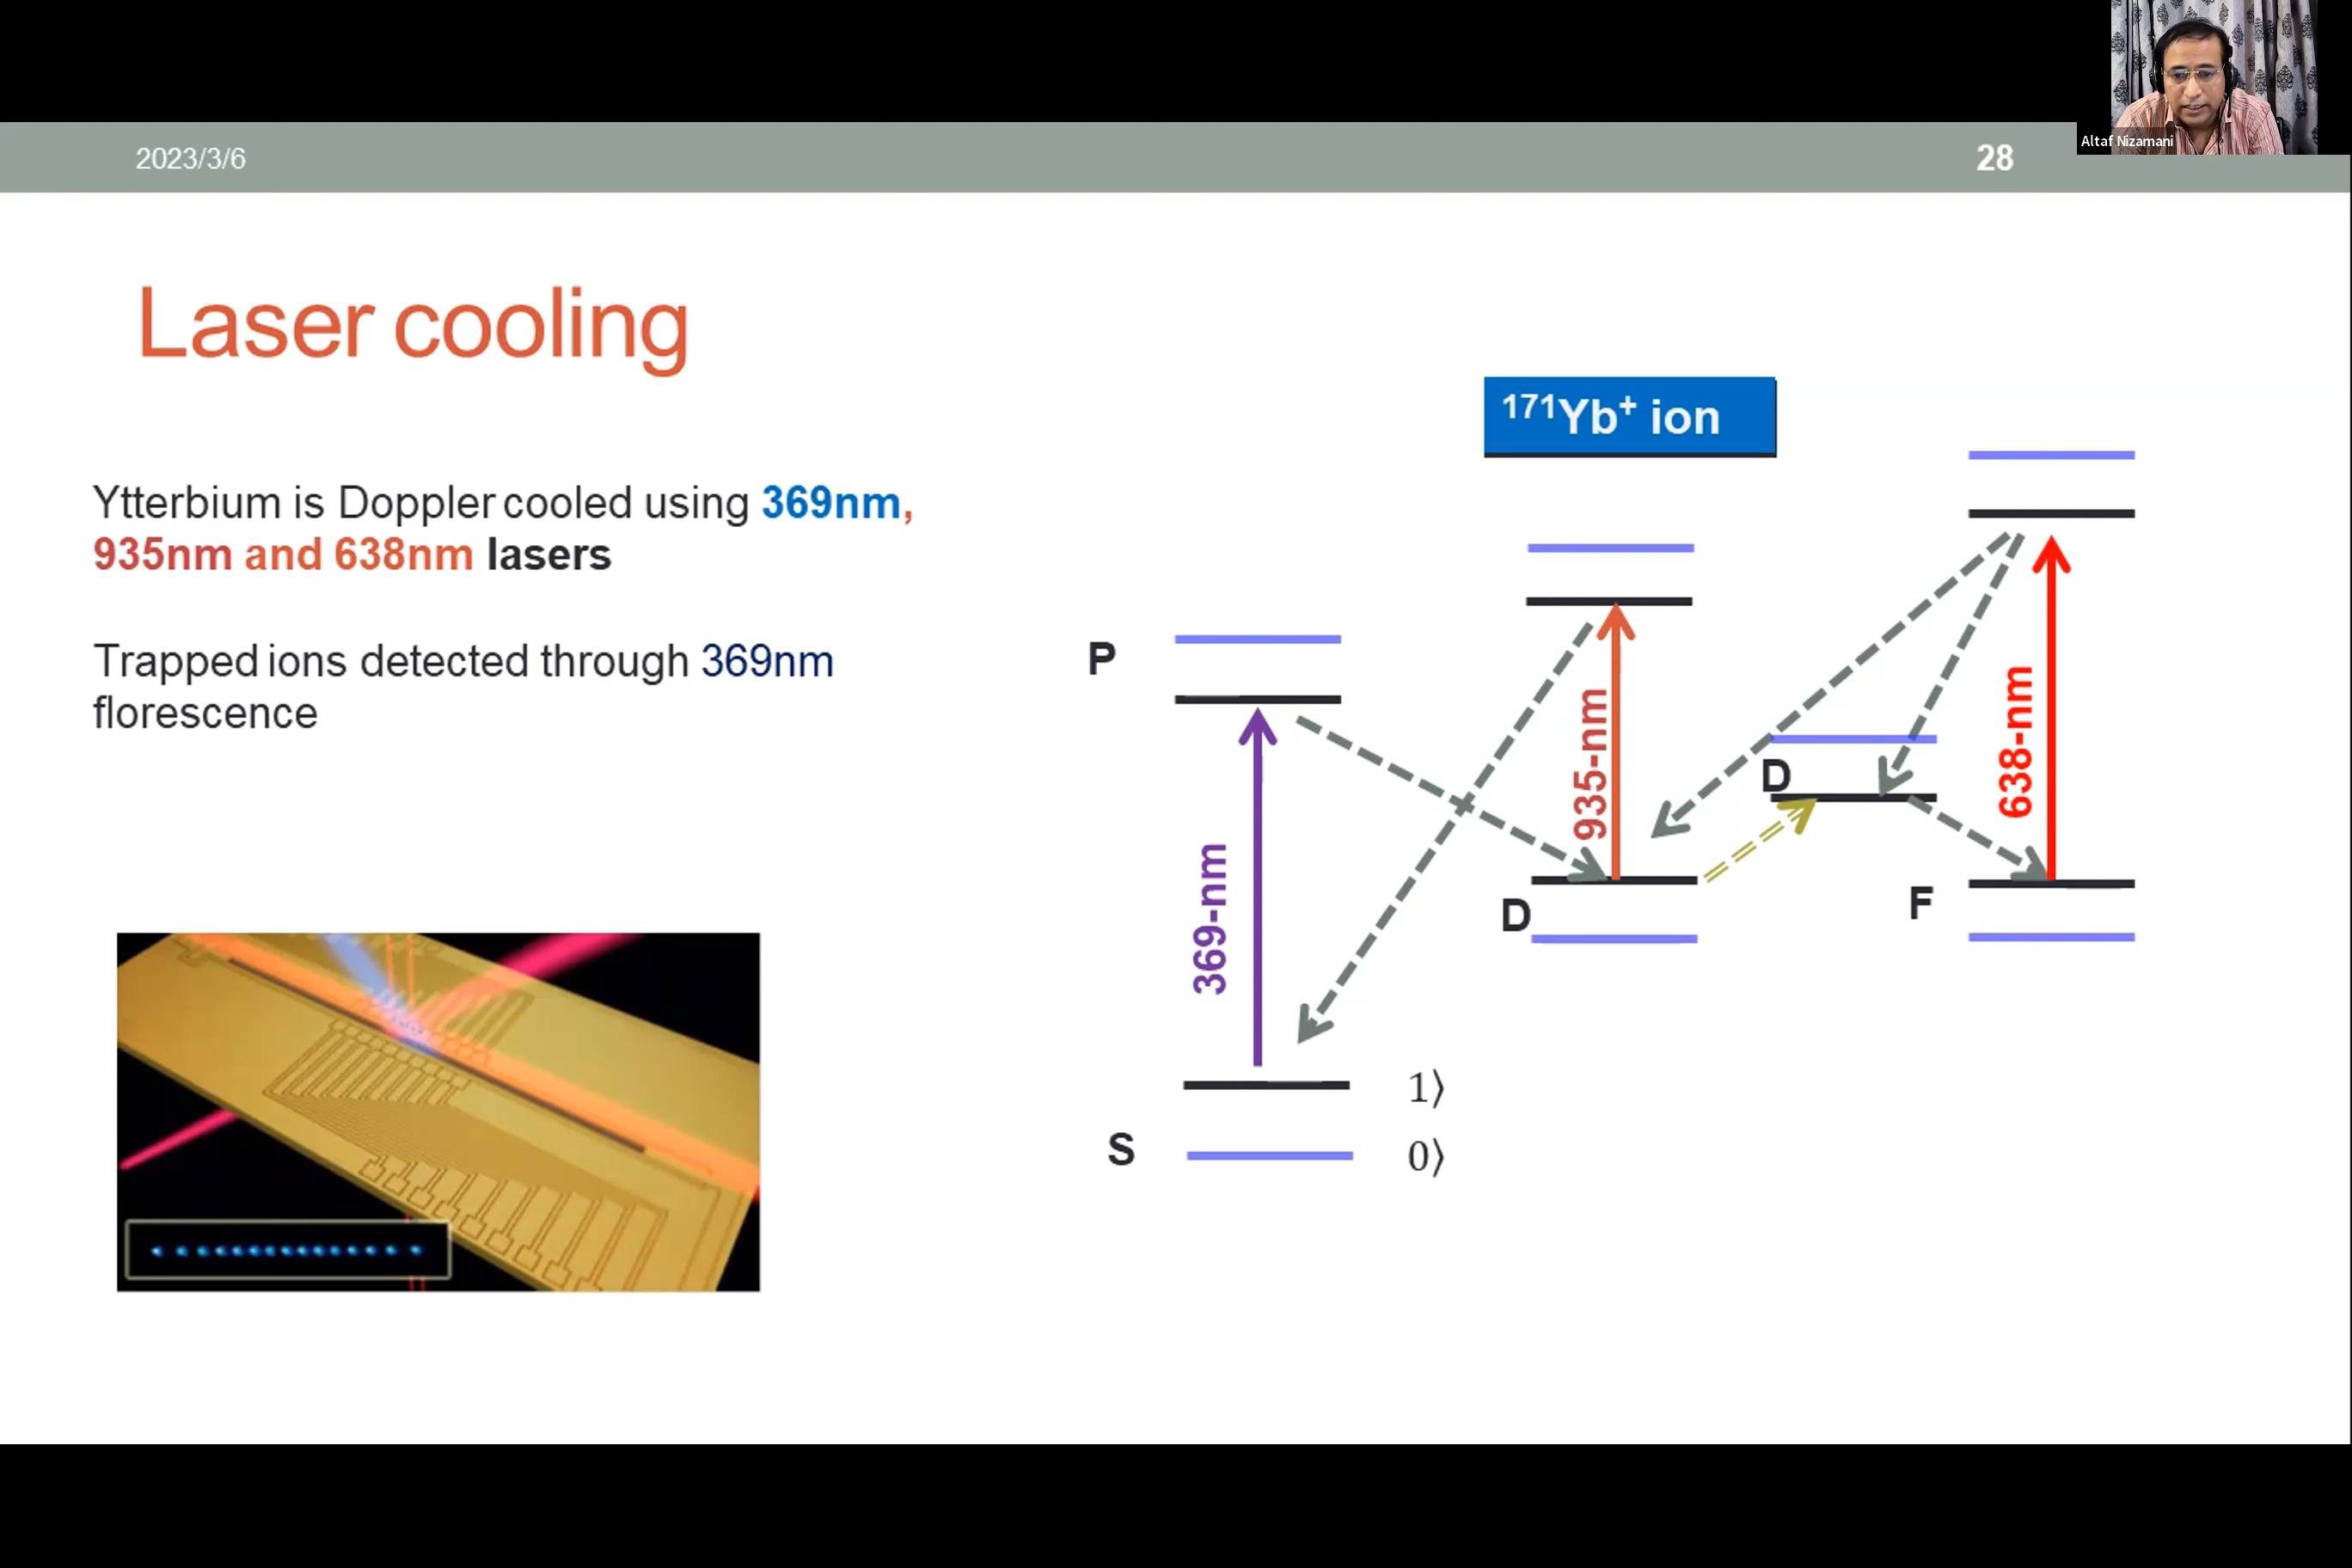 Altaf Nizamani
2023/3/6
28
Laser cooling
Ytterbium is Doppler cooled using 369nm,
935nm and 638nm lasers
Trapped ions detected through 369nm
florescence
¹⁷¹Yb⁺ ion
P
369-nm
935-nm
D
D
638-nm
F
S
1⟩
0⟩